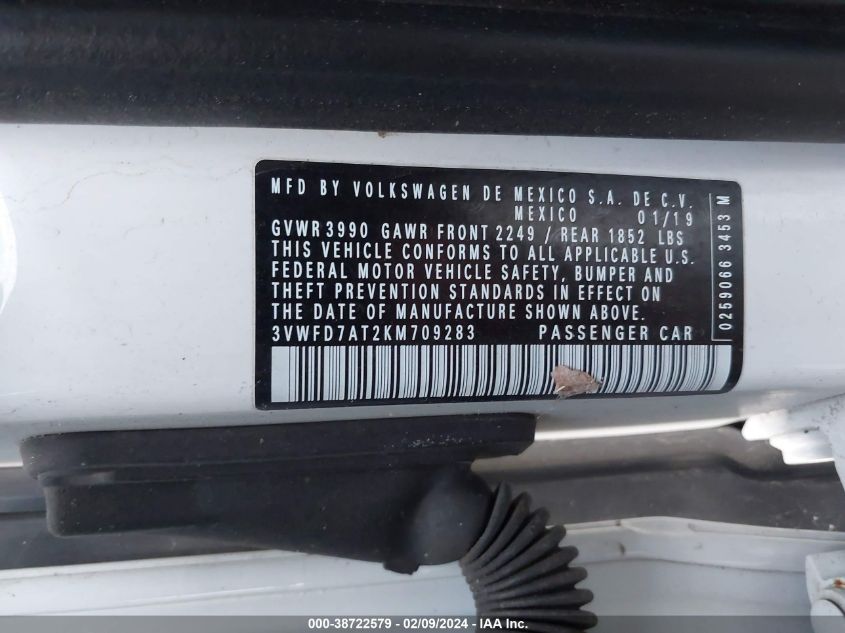 MFD BY VOLKSWAGEN DE MEXICO S.A. DE C.V.
MEXICO 01/19
GVWR 3990 GAWR FRONT 2249 / REAR 1852 LBS
THIS VEHICLE CONFORMS TO ALL APPLICABLE U.S.
FEDERAL MOTOR VEHICLE SAFETY, BUMPER AND
THEFT PREVENTION STANDARDS IN EFFECT ON
THE DATE OF MANUFACTURE SHOWN ABOVE.
3VWFD7AT2KM709283 PASSENGER CAR
02590663 3453 M
000-38722579 - 02/09/2024 - IAA Inc.